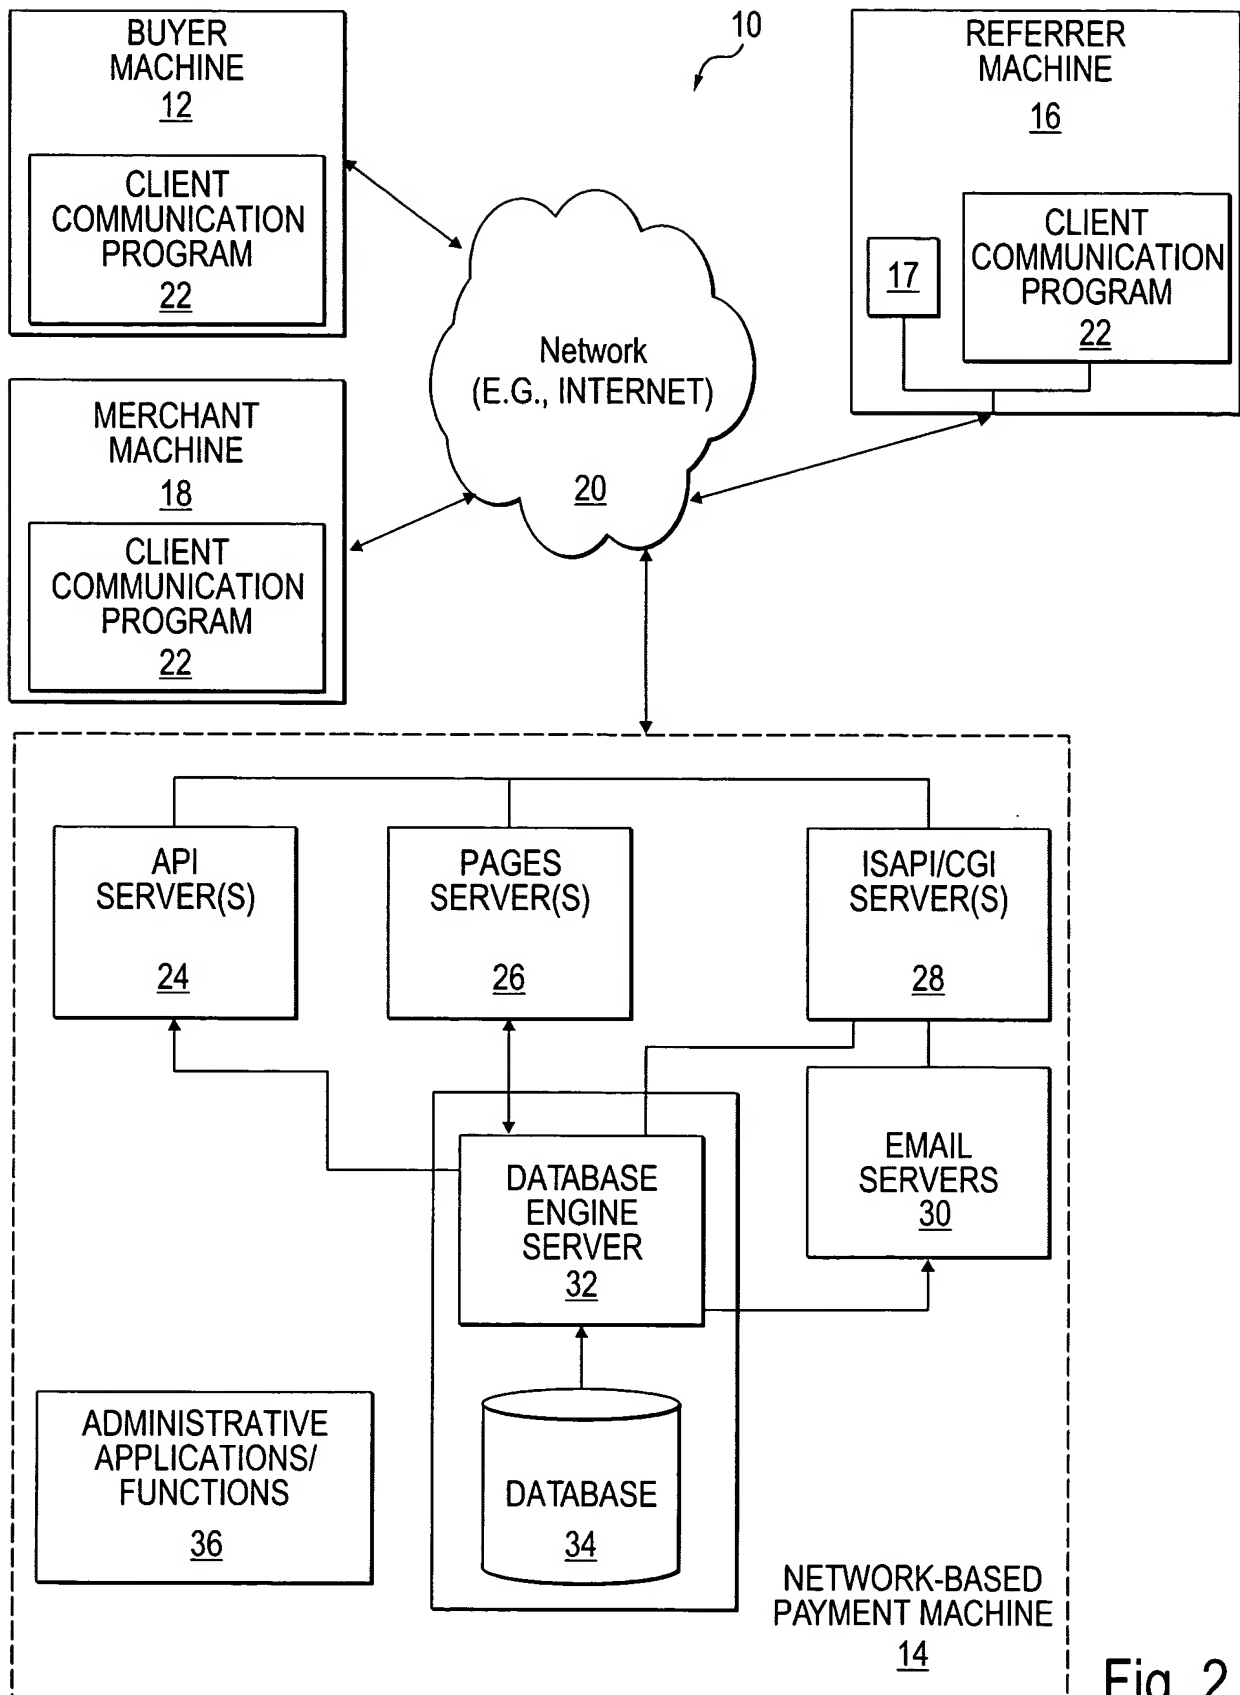 BUYER
MACHINE
12
CLIENT
COMMUNICATION
PROGRAM
22
10
REFERRER
MACHINE
16
17
CLIENT
COMMUNICATION
PROGRAM
22
Network
(E.G., INTERNET)
20
MERCHANT
MACHINE
18
CLIENT
COMMUNICATION
PROGRAM
22
API
SERVER(S)
24
PAGES
SERVER(S)
26
ISAPI/CGI
SERVER(S)
28
DATABASE
ENGINE
SERVER
32
EMAIL
SERVERS
30
ADMINISTRATIVE
APPLICATIONS/
FUNCTIONS
36
DATABASE
34
NETWORK-BASED
PAYMENT MACHINE
14
Fig. 2